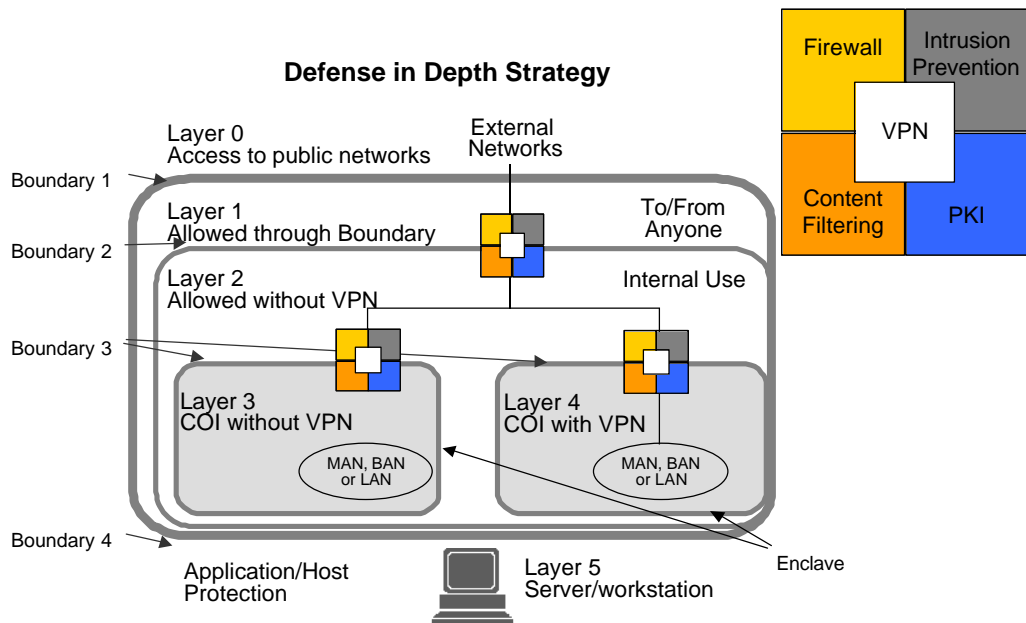 Defense in Depth Strategy
Firewall
Intrusion
Prevention
VPN
Content
Filtering
PKI
Layer 0
Access to public networks
External
Networks
Boundary 1
Layer 1
Allowed through Boundary
To/From
Anyone
Boundary 2
Layer 2
Allowed without VPN
Internal Use
Boundary 3
Layer 3
COI without VPN
Layer 4
COI with VPN
MAN, BAN
or LAN
MAN, BAN
or LAN
Boundary 4
Application/Host
Protection
Layer 5
Server/workstation
Enclave